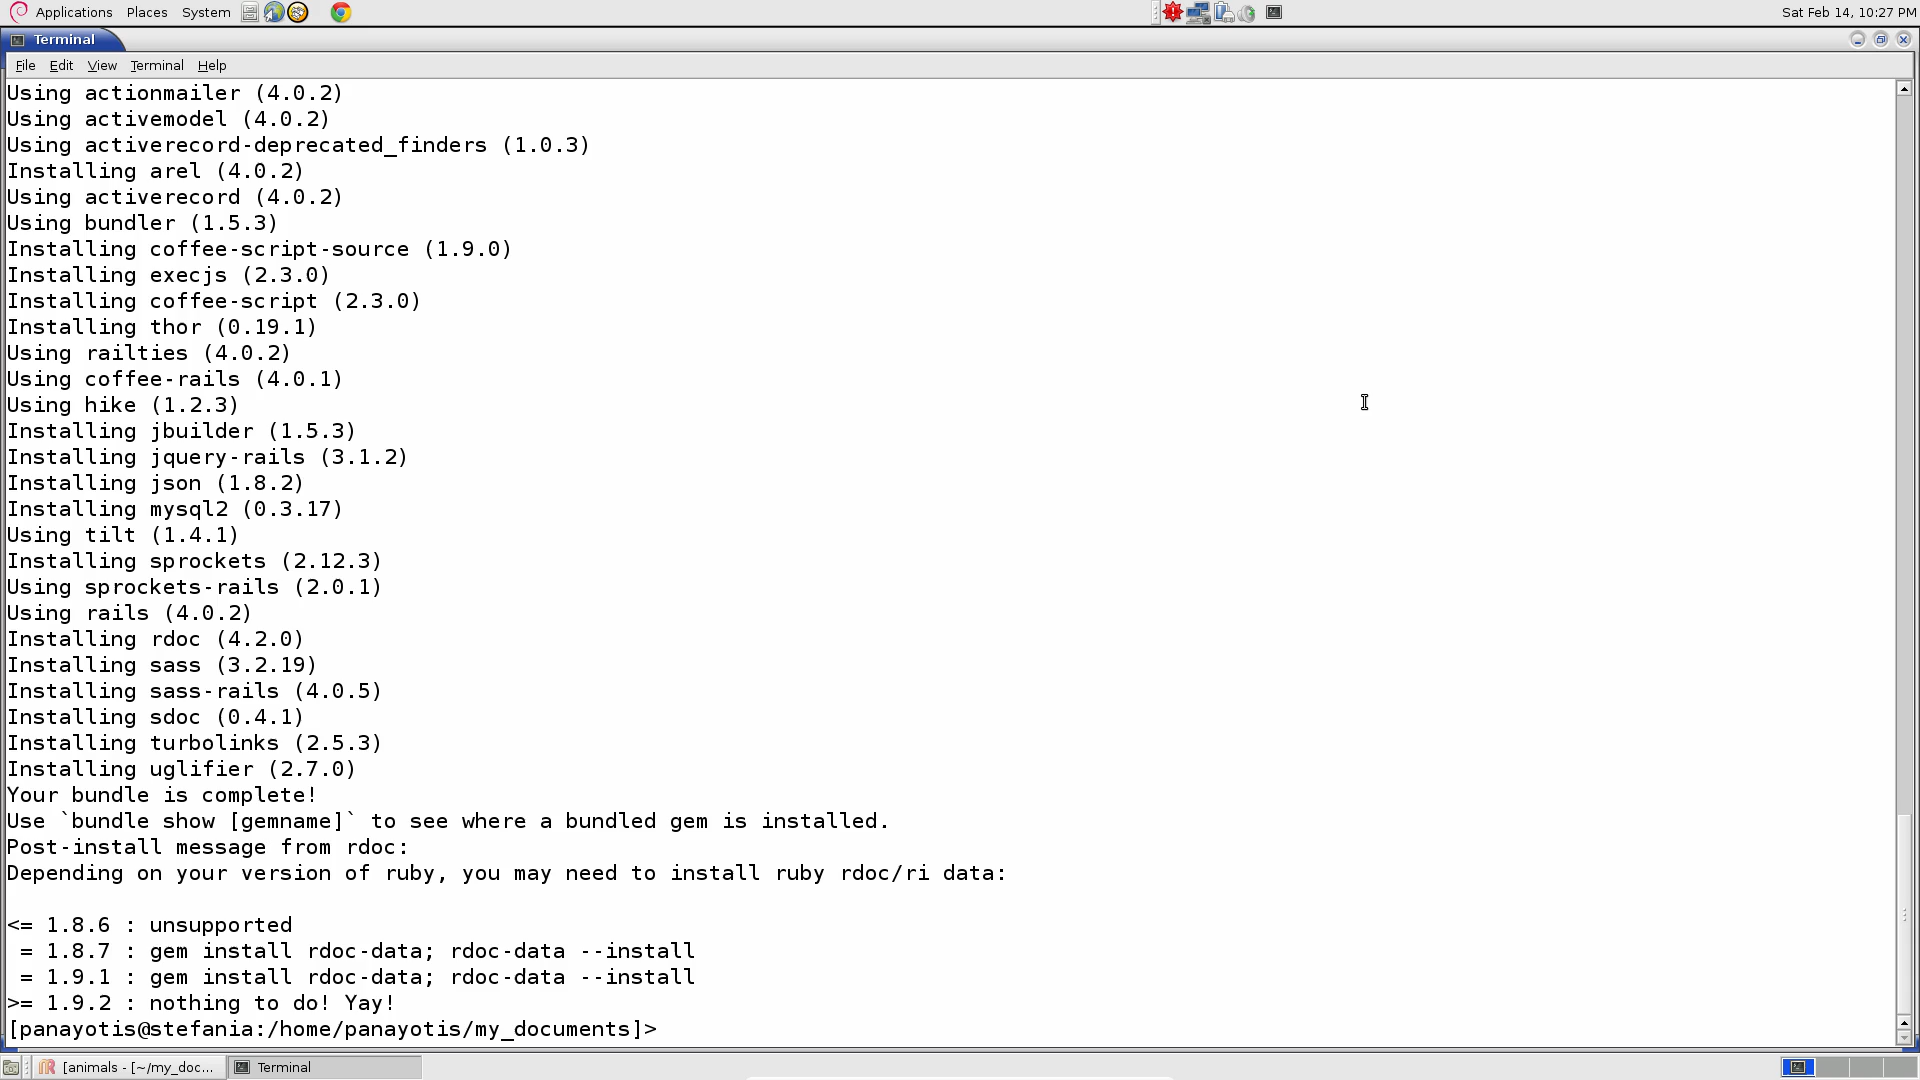 Applications Places System
Sat Feb 14, 10:27 PM
Terminal
File Edit View Terminal Help
Using actionmailer (4.0.2)
Using activemodel (4.0.2)
Using activerecord-deprecated_finders (1.0.3)
Installing arel (4.0.2)
Using activerecord (4.0.2)
Using bundler (1.5.3)
Installing coffee-script-source (1.9.0)
Installing execjs (2.3.0)
Installing coffee-script (2.3.0)
Installing thor (0.19.1)
Using railties (4.0.2)
Using coffee-rails (4.0.1)
Using hike (1.2.3)
Installing jbuilder (1.5.3)
Installing jquery-rails (3.1.2)
Installing json (1.8.2)
Installing mysql2 (0.3.17)
Using tilt (1.4.1)
Installing sprockets (2.12.3)
Using sprockets-rails (2.0.1)
Using rails (4.0.2)
Installing rdoc (4.2.0)
Installing sass (3.2.19)
Installing sass-rails (4.0.5)
Installing sdoc (0.4.1)
Installing turbolinks (2.5.3)
Installing uglifier (2.7.0)
Your bundle is complete!
Use `bundle show [gemname]` to see where a bundled gem is installed.
Post-install message from rdoc:
Depending on your version of ruby, you may need to install ruby rdoc/ri data:
<= 1.8.6 : unsupported
 = 1.8.7 : gem install rdoc-data; rdoc-data --install
 = 1.9.1 : gem install rdoc-data; rdoc-data --install
>= 1.9.2 : nothing to do! Yay!
[panayotis@stefania:/home/panayotis/my_documents]>
[animals - [~/my_doc... Terminal